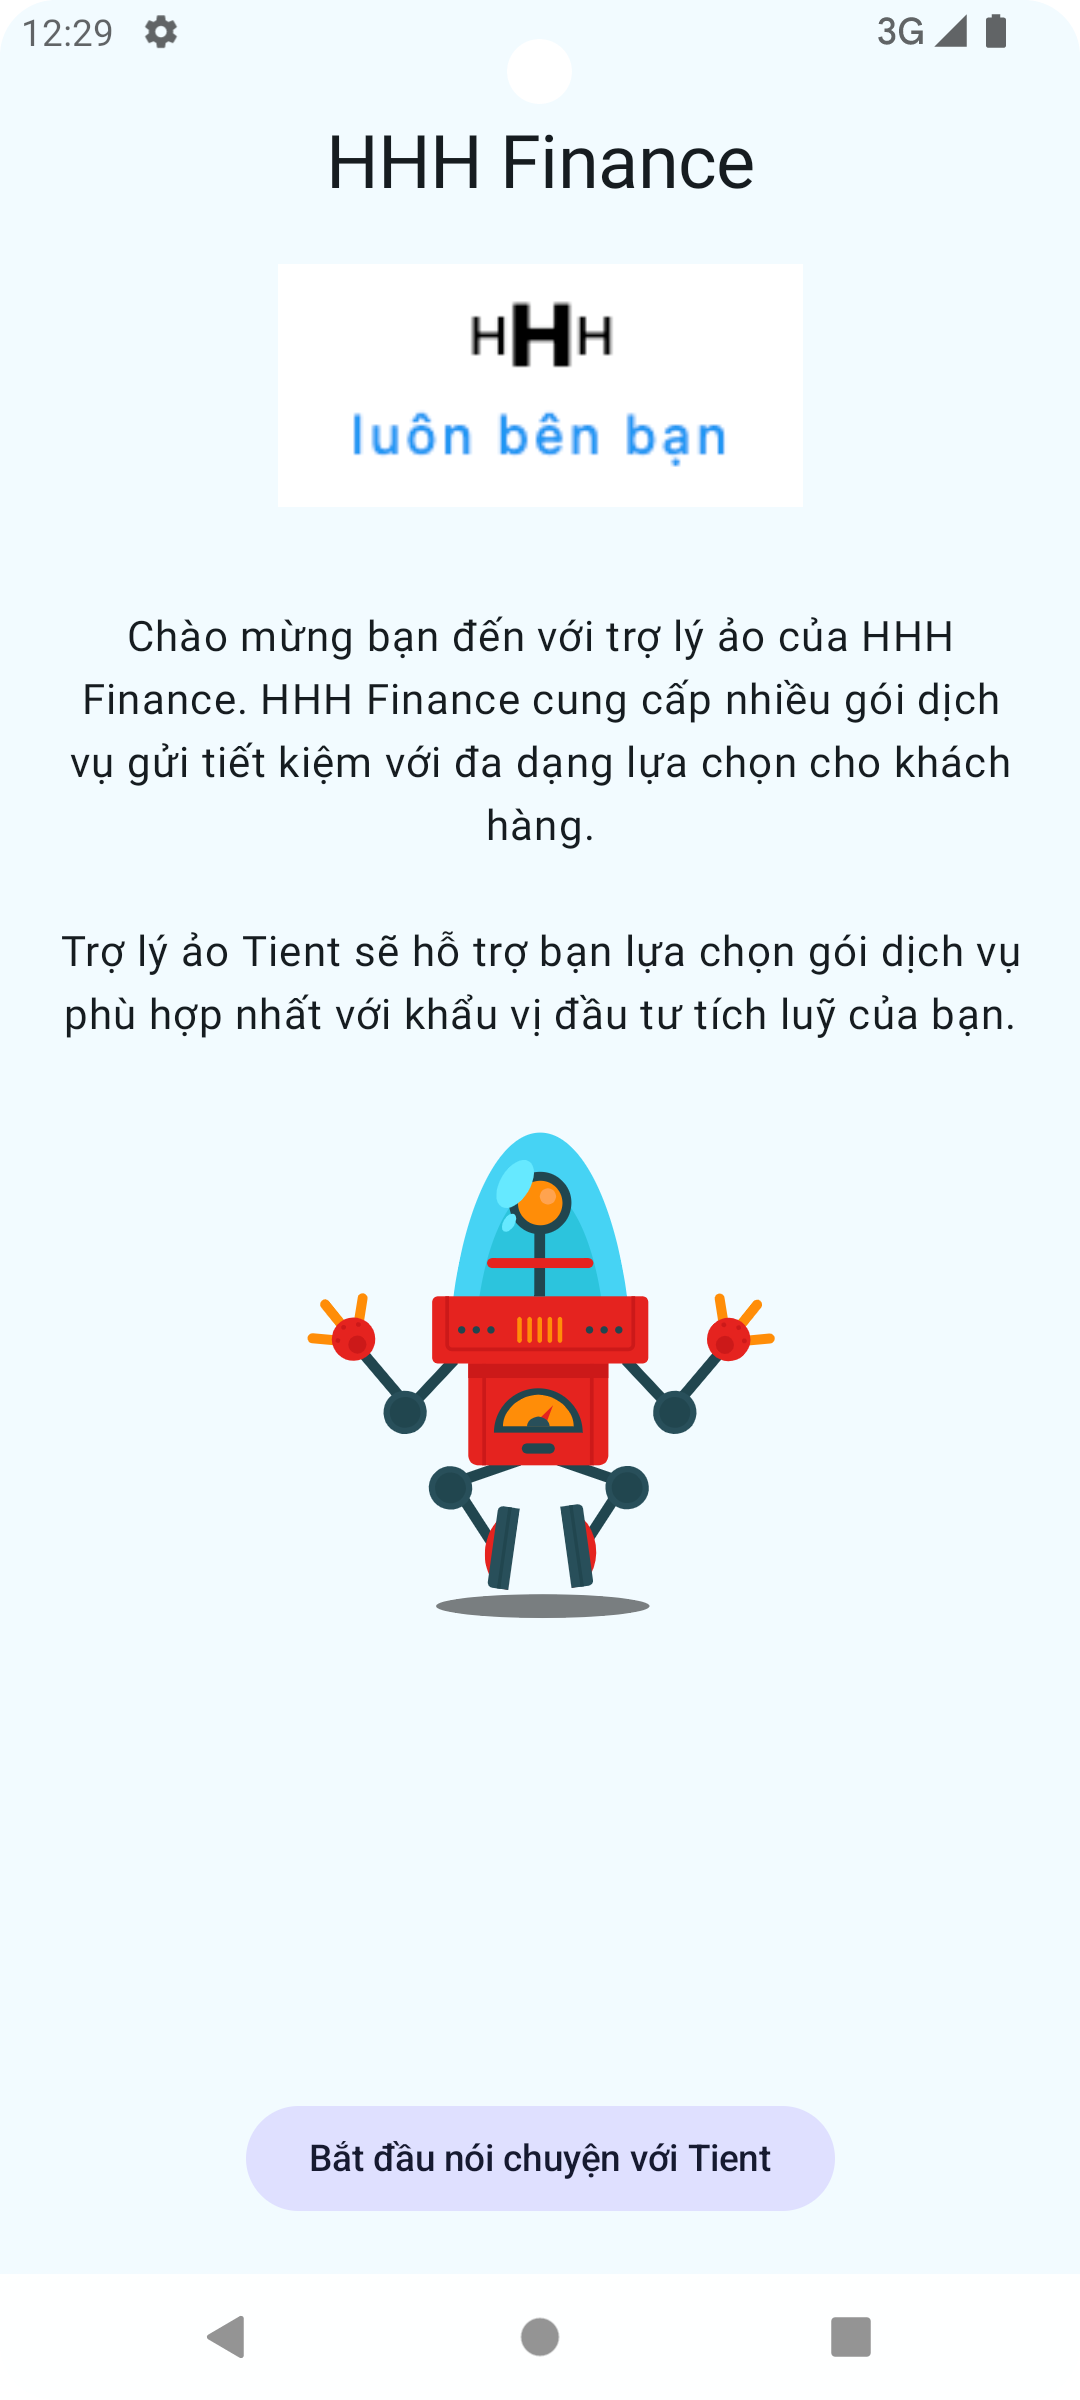 12:29
3G
HHH Finance
HHH
luôn bên bạn
Chào mừng bạn đến với trợ lý ảo của HHH
Finance. HHH Finance cung cấp nhiều gói dịch
vụ gửi tiết kiệm với đa dạng lựa chọn cho khách
hàng.
Trợ lý ảo Tient sẽ hỗ trợ bạn lựa chọn gói dịch vụ
phù hợp nhất với khẩu vị đầu tư tích luỹ của bạn.
Bắt đầu nói chuyện với Tient